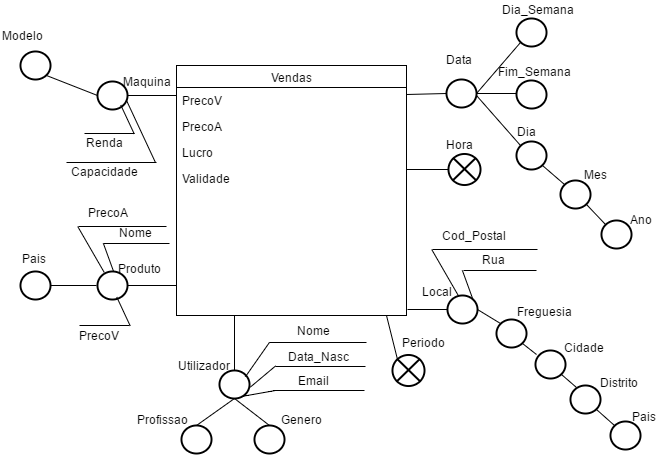 Dia_Semana
Modelo
Data
Fim_Semana
Vendas
Maquina
PrecoV
PrecoA
Dia
Renda
Hora
Lucro
Capacidade
Mes
Validade
PrecoA
Ano
Nome
Cod_Postal
Pais
Produto
Rua
Local
Freguesia
PrecoV
Nome
Periodo
Cidade
Utilizador
Data_Nasc
Email
Distrito
Profissao
Genero
Pais